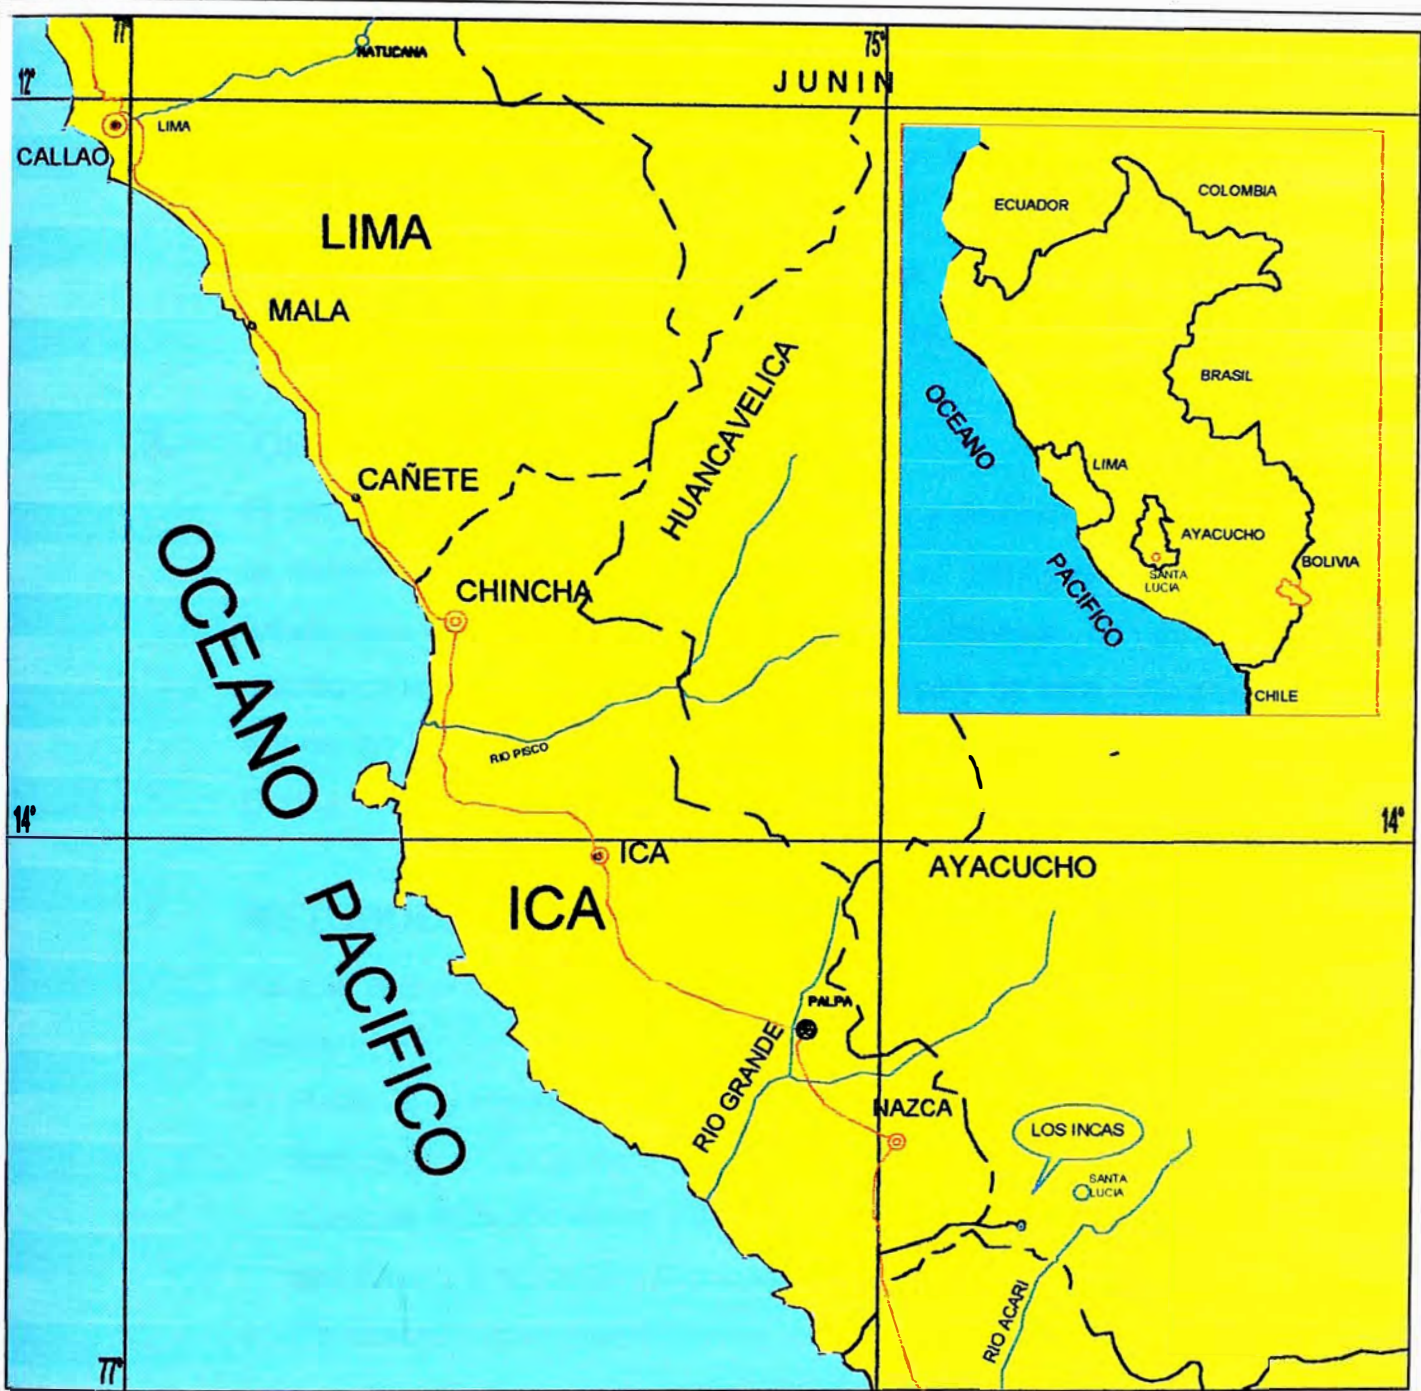 77°
75°
MATUCANA
12°
JUNIN
LIMA
CALLAO
LIMA
MALA
HUANCAVELICA
CAÑETE
CHINCHA
OCEANO
PACIFICO
RIO PISCO
14°
14°
ICA
ICA
AYACUCHO
PALPA
RIO GRANDE
NAZCA
LOS INCAS
SANTA
LUCIA
RIO ACARI
77°
ECUADOR
COLOMBIA
BRASIL
OCEANO
PACIFICO
LIMA
AYACUCHO
SANTA
LUCIA
BOLIVIA
CHILE